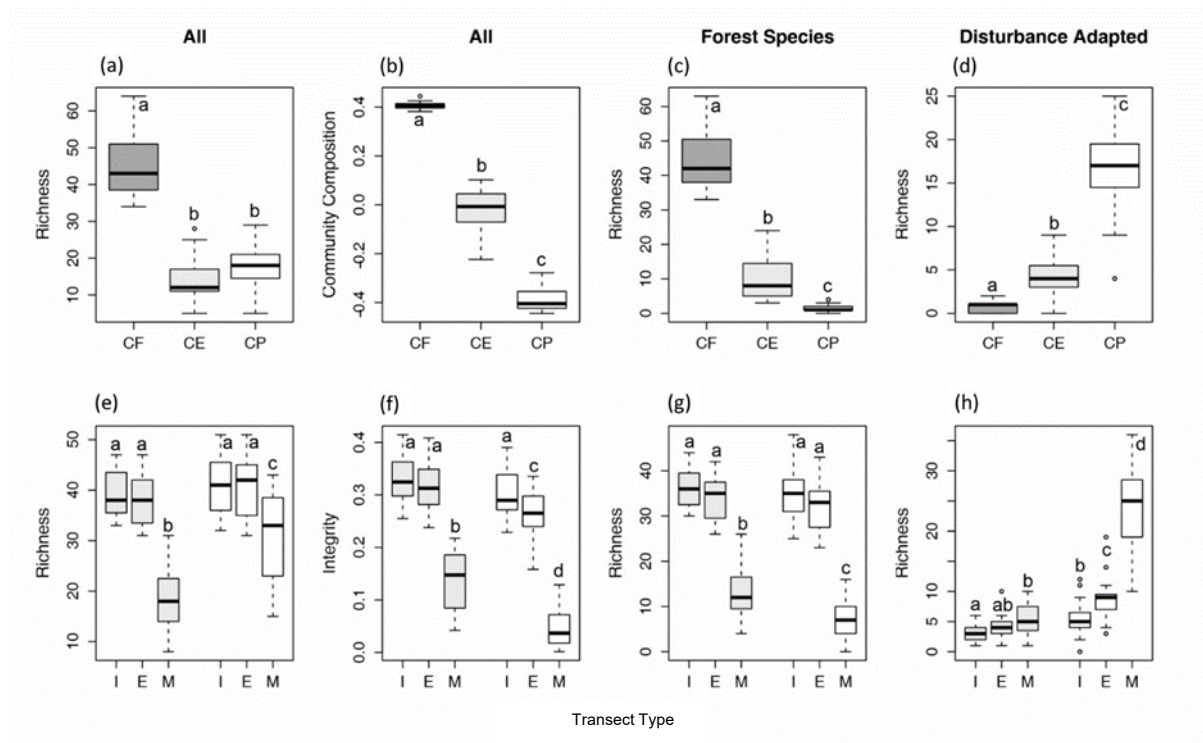 All
All
Forest Species
Disturbance Adapted
(a)
Richness
60
50
40
30
20
10
a
b
b
CF
CE
CP
(b)
Community Composition
0.4
0.2
0.0
-0.2
-0.4
a
b
c
CF
CE
CP
(c)
Richness
60
50
40
30
20
10
0
a
b
c
CF
CE
CP
(d)
Richness
25
20
15
10
5
0
a
b
c
CF
CE
CP
(e)
Richness
50
40
30
20
10
a
a
b
a
a
c
I
E
M
I
E
M
(f)
Integrity
0.4
0.3
0.2
0.1
0.0
a
a
b
a
c
d
I
E
M
I
E
M
(g)
Richness
40
30
20
10
0
a
a
b
a
a
c
I
E
M
I
E
M
(h)
Richness
30
20
10
5
0
a
ab
b
b
c
d
I
E
M
I
E
M
Transect Type